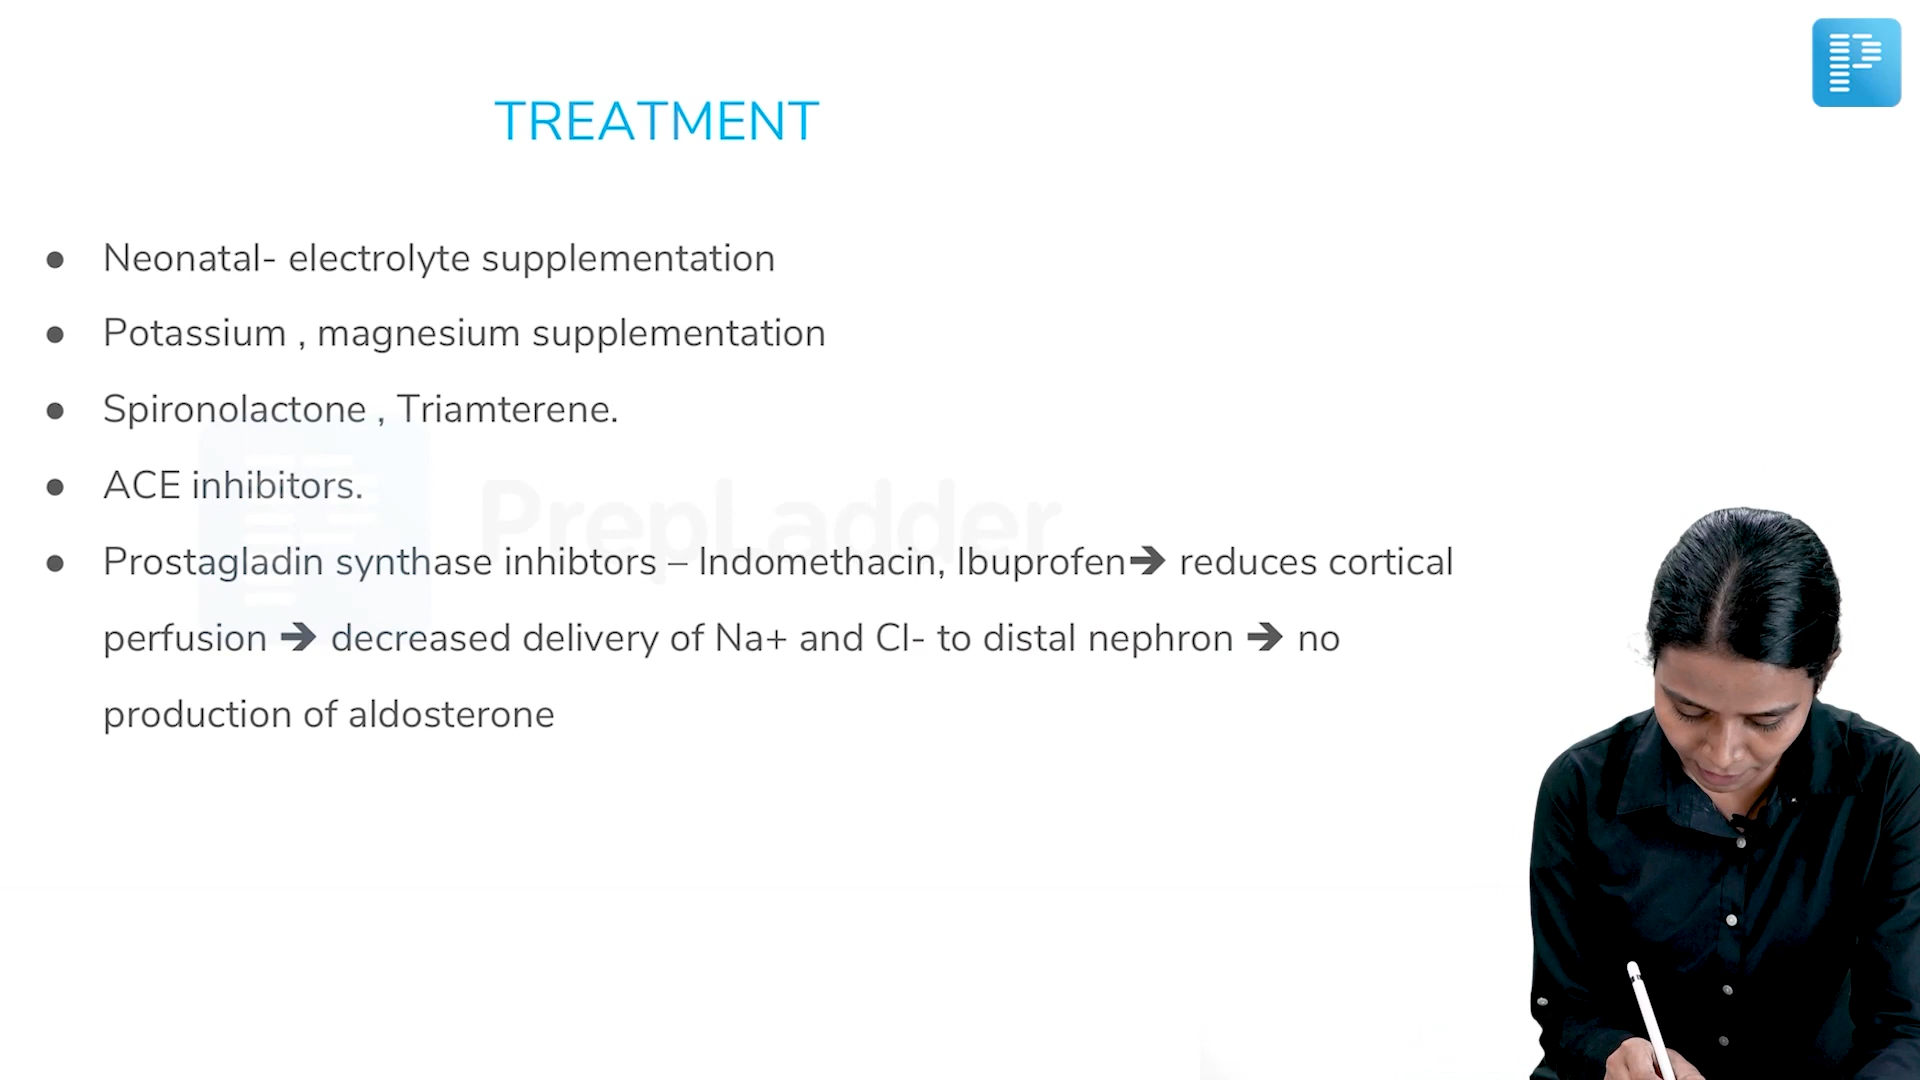 TREATMENT
● Neonatal- electrolyte supplementation
● Potassium , magnesium supplementation
● Spironolactone , Triamterene.
● ACE inhibitors.
PrepLadder
● Prostagladin synthase inhibtors – Indomethacin, Ibuprofen➔ reduces cortical
perfusion ➔ decreased delivery of Na+ and Cl- to distal nephron ➔ no
production of aldosterone